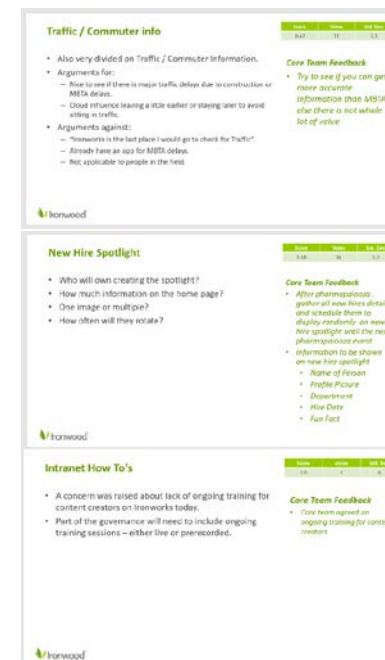 Traffic / Commuter info
• Also very divided on Traffic / Commuter Information.
• Arguments for:
– Nice to see if there is major traffic delays due to construction or
MBTA delays.
– Cloud influence leaving a little earlier or staying later to avoid
sitting in traffic.
• Arguments against:
– "Ironworks is the last place I would go to check for Traffic".
– Already have an app for MBTA delays.
– Not applicable to people in the field.
Core Team Feedback
• Try to see if you can get
more accurate
information than MBTA
else there is not whole
lot of value
Ironwood
New Hire Spotlight
• Who will own creating the spotlight?
• How much information on the home page?
• One image or multiple?
• How often will they rotate?
Core Team Feedback
• After pharmapalooza,
gather all new hires detail
and schedule them to
display randomly on new
hire spotlight until the next
pharmapalooza event
• Information to be shown
on new hire spotlight
• Name of Person
• Profile Picture
• Department
• Hire Date
• Fun Fact
Ironwood
Intranet How To's
• A concern was raised about lack of ongoing training for
content creators on Ironworks today.
• Part of the governance will need to include ongoing
training sessions – either live or prerecorded.
Core Team Feedback
• Core team agreed on
ongoing training for content
creators
Ironwood